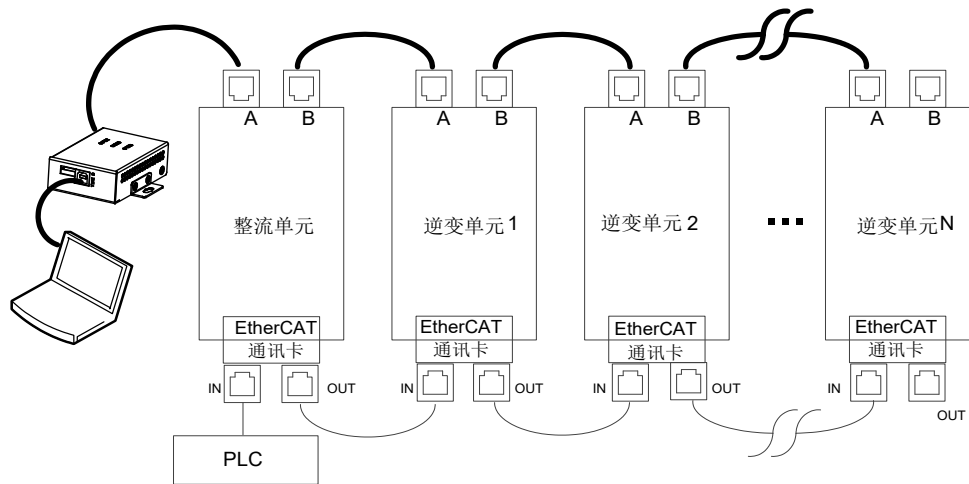 A B A B A B A B
整流单元 逆变单元 1 逆变单元 2 逆变单元 N
EtherCAT EtherCAT EtherCAT EtherCAT
通讯卡 通讯卡 通讯卡 通讯卡
IN OUT IN OUT IN OUT IN
OUT
PLC